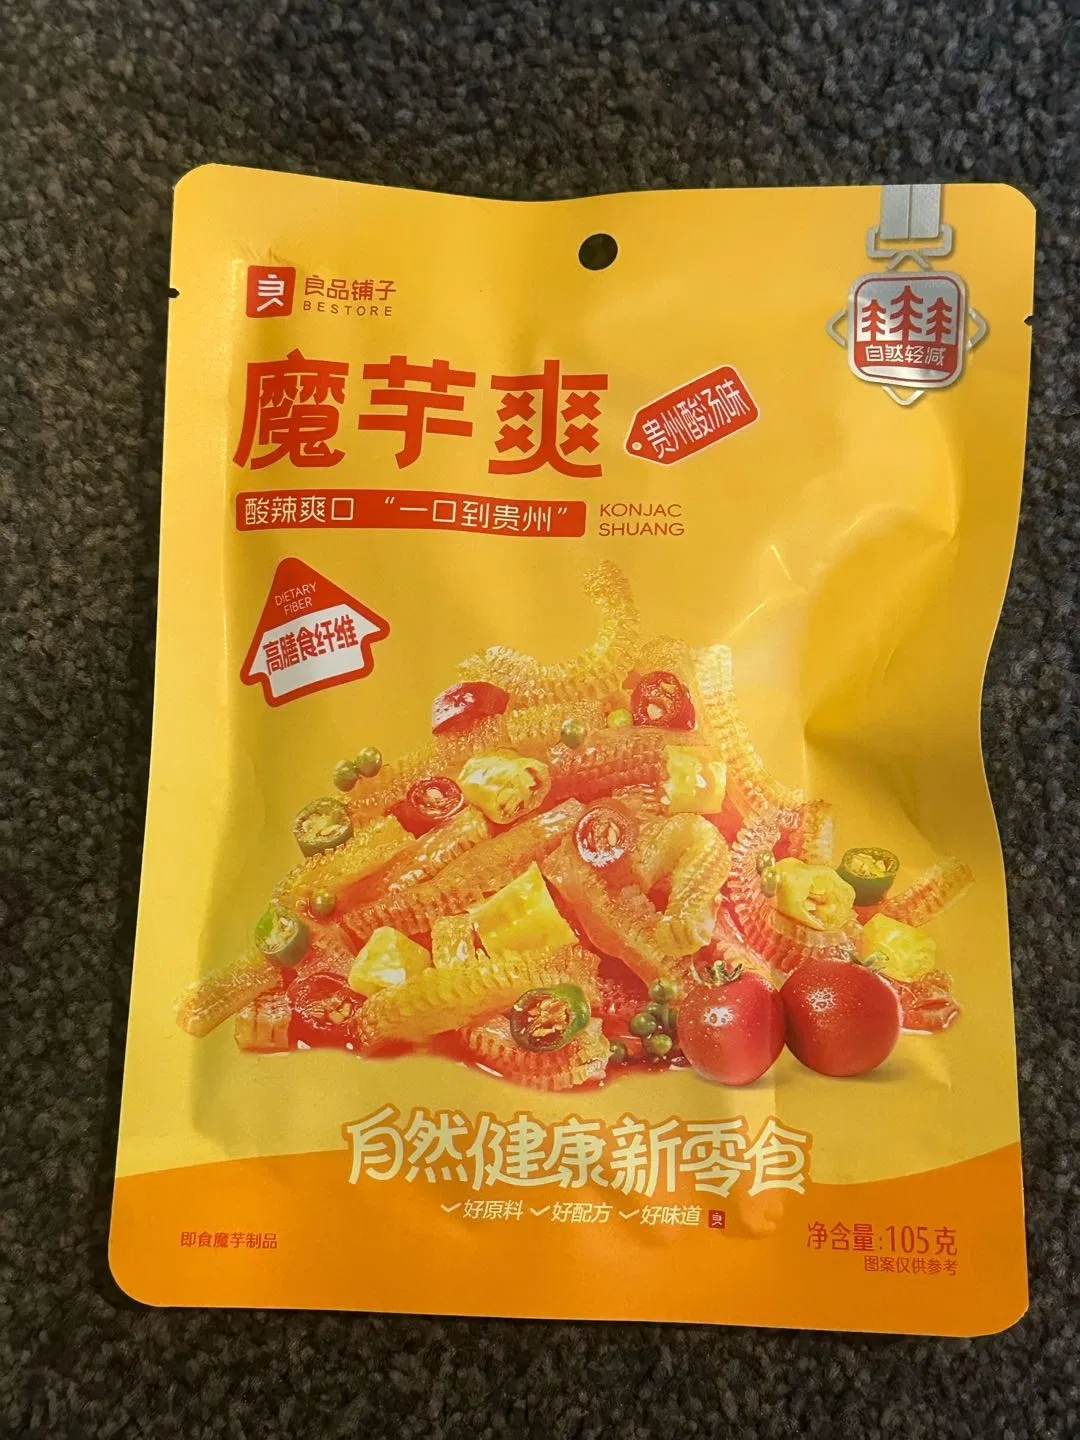 良品铺子
BESTORE
自然轻减
魔芋爽
贵州酸汤味
酸辣爽口 “一口到贵州”
KONJAC
SHUANG
DIETARY
FIBER
高膳食纤维
自然健康新零食
好原料 好配方 好味道 良
即食魔芋制品
净含量:105克
图案仅供参考